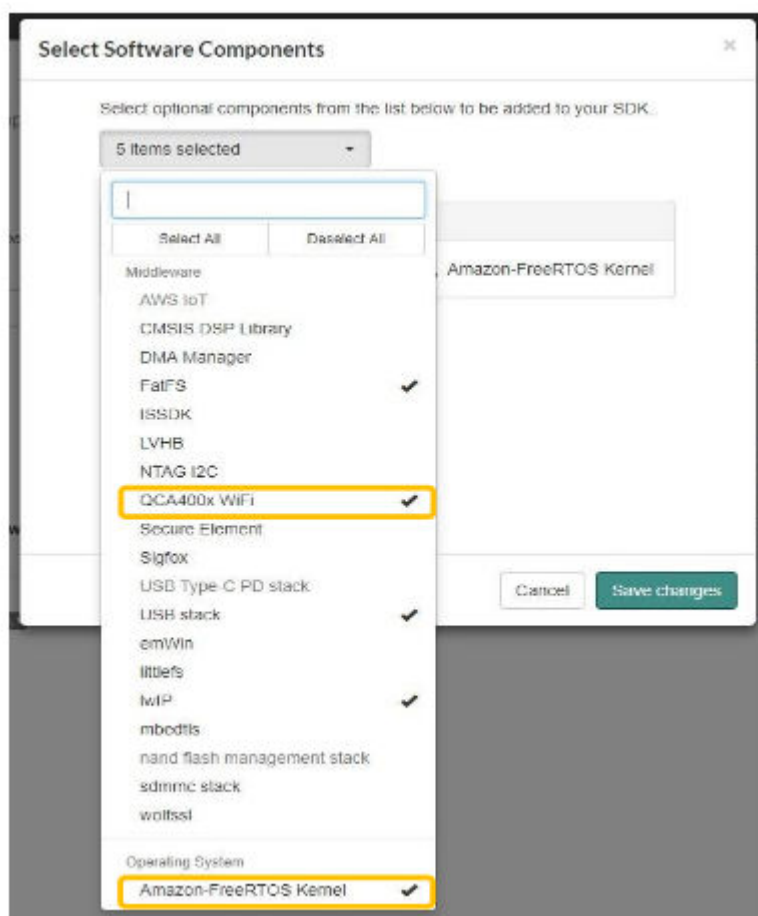 Select Software Components
×
Select optional components from the list below to be added to your SDK.
5 items selected
Select All Deselect All
, Amazon-FreeRTOS Kernel
Middleware
AWS IoT
CMSIS DSP Library
DMA Manager
FatFS
ISSDK
LVHB
NTAG I2C
QCA400x WiFi
Secure Element
Sigfox
USB Type-C PD stack
Cancel Save changes
USB stack
emWin
littlefs
lwIP
mbedtls
nand flash management stack
sdmmc stack
wolfssl
Operating System
Amazon-FreeRTOS Kernel